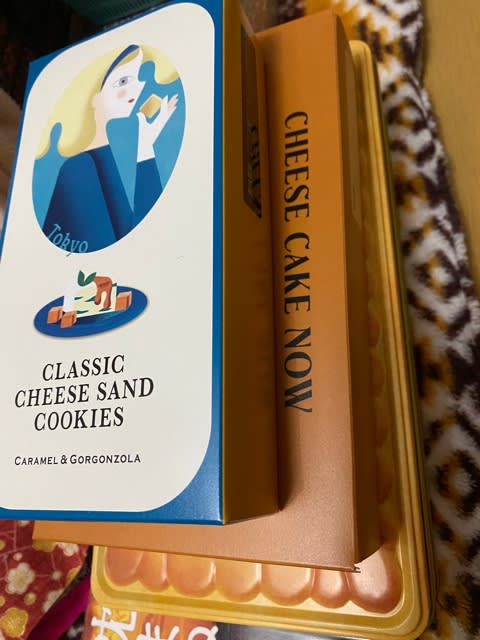 Tokyo
CLASSIC
CHEESE SAND
COOKIES
CARAMEL & GORGONZOLA
CHEESE CAKE NOW